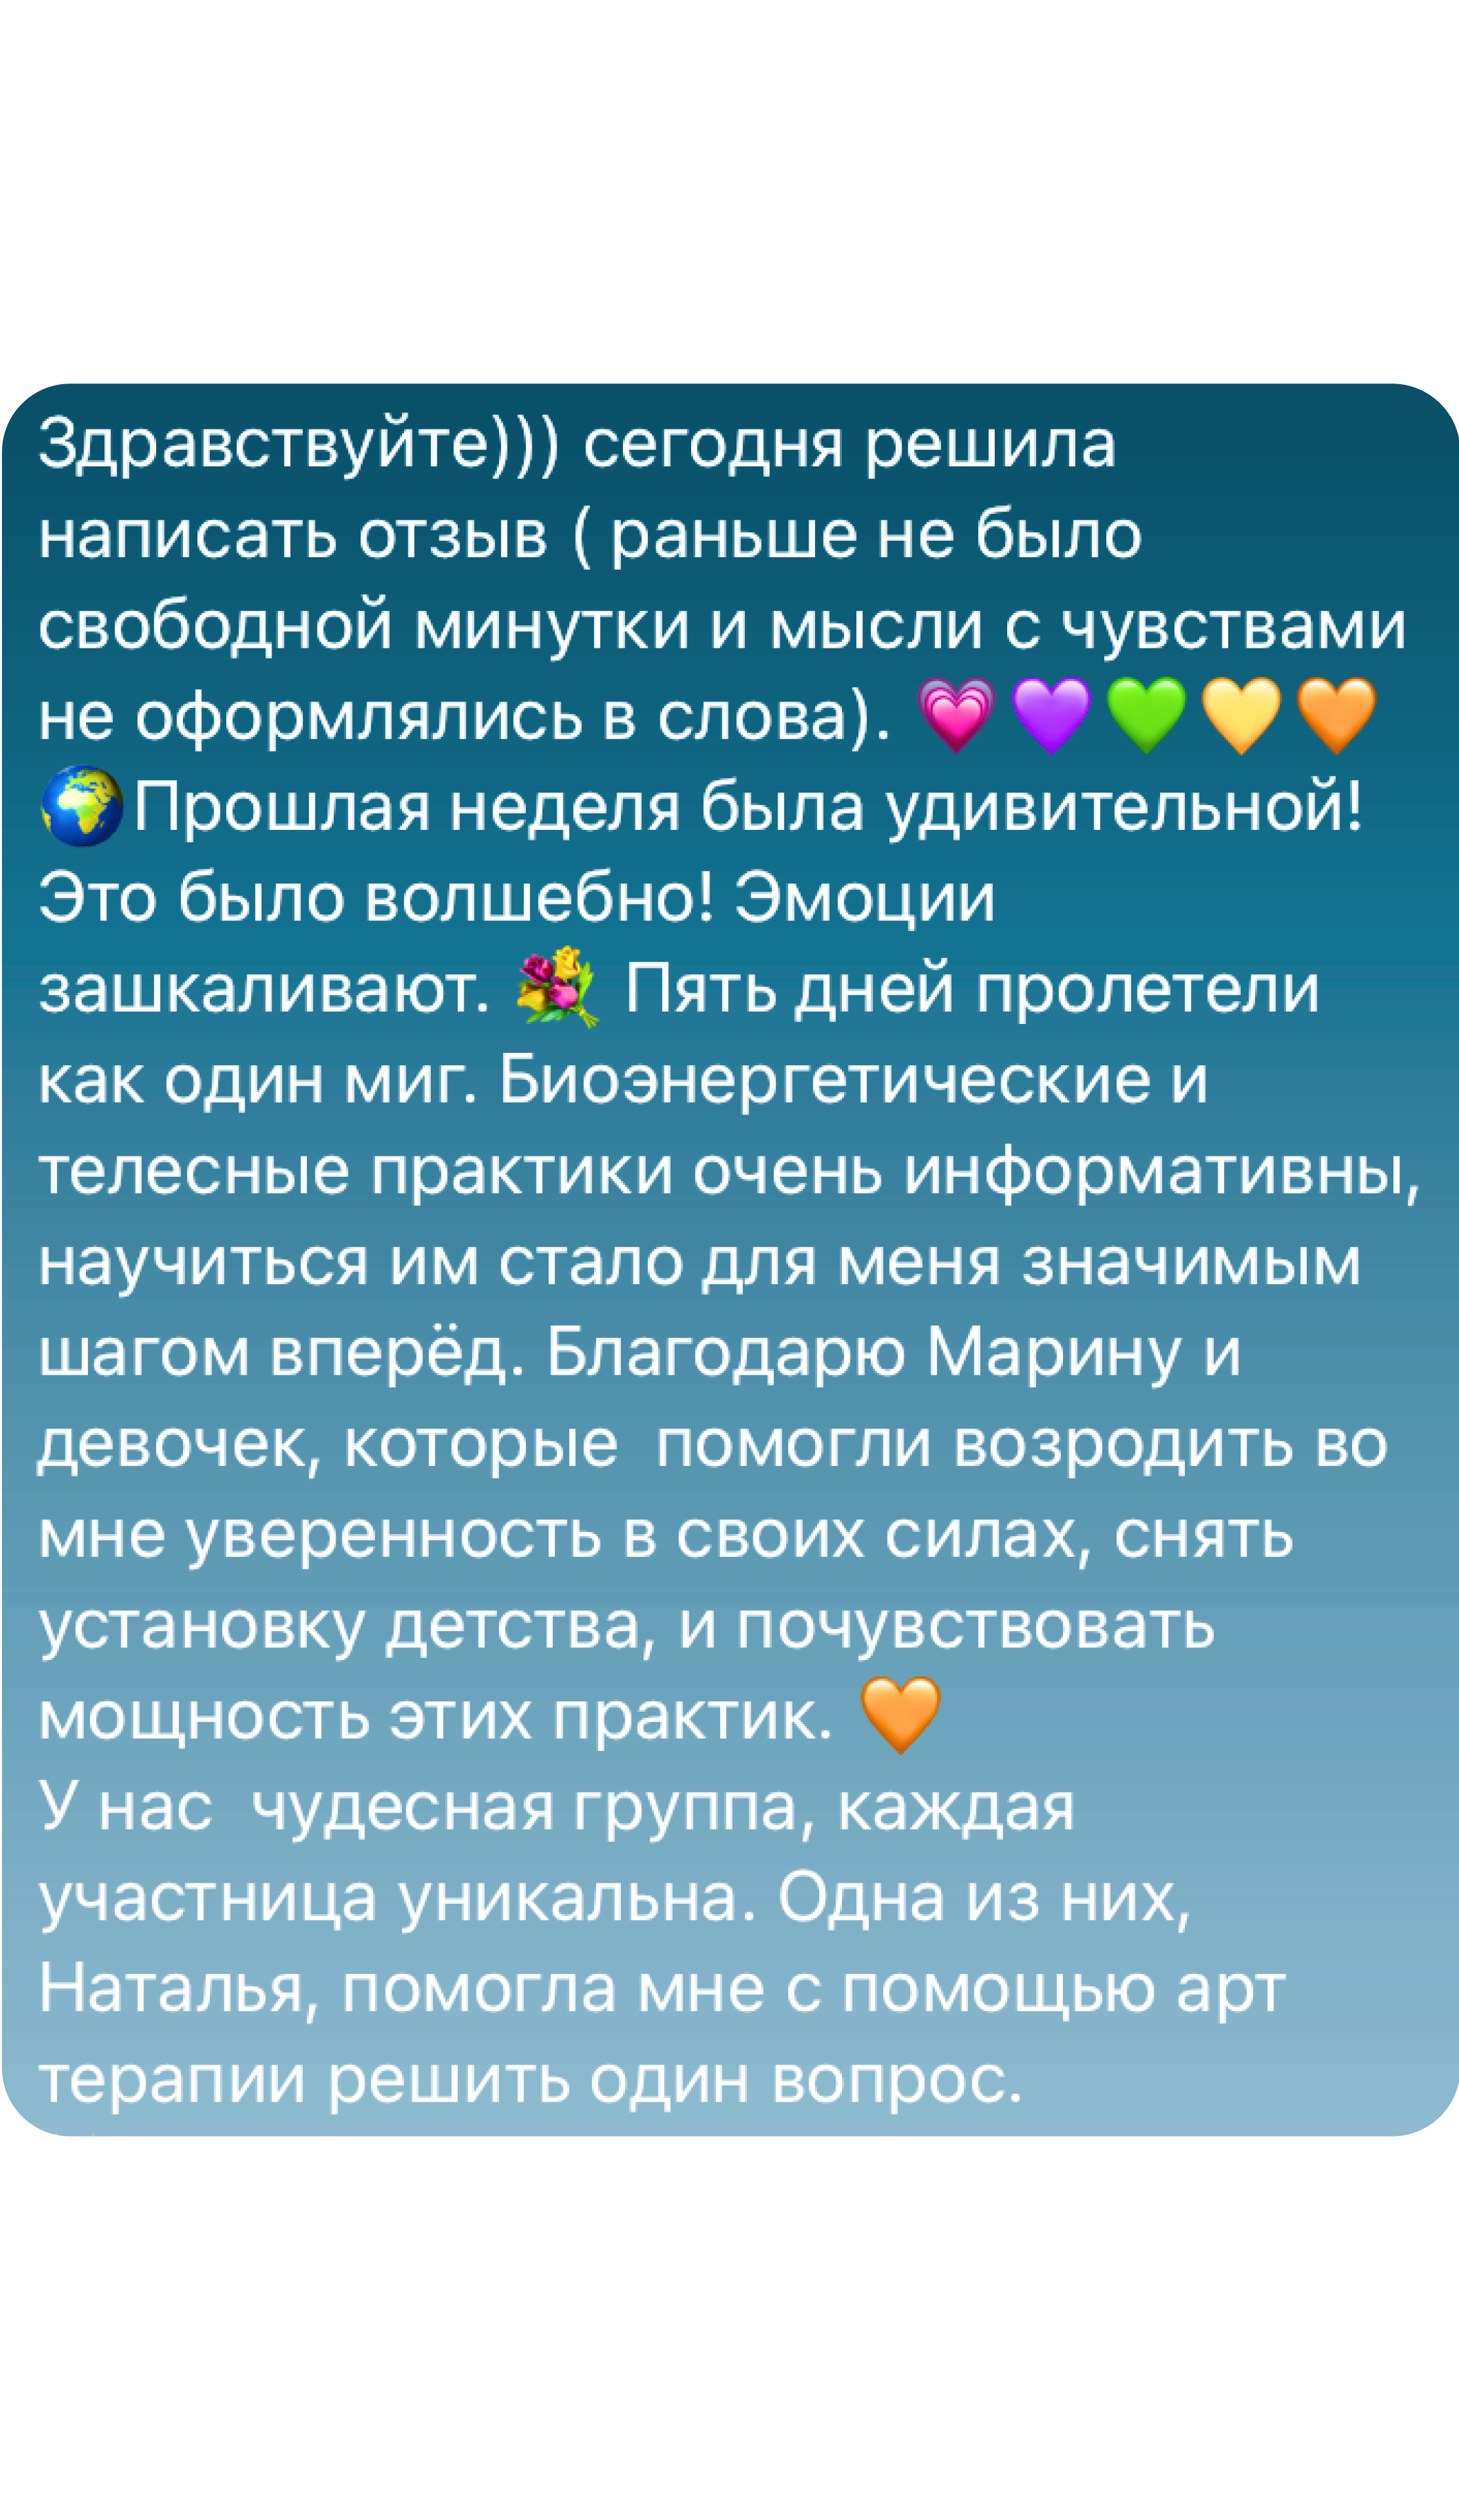 Здравствуйте))) сегодня решила
написать отзыв ( раньше не было
свободной минутки и мысли с чувствами
не оформлялись в слова). 💗💜💚💛🧡
🌍Прошлая неделя была удивительной!
Это было волшебно! Эмоции
зашкаливают. 💐 Пять дней пролетели
как один миг. Биоэнергетические и
телесные практики очень информативны,
научиться им стало для меня значимым
шагом вперёд. Благодарю Марину и
девочек, которые  помогли возродить во
мне уверенность в своих силах, снять
установку детства, и почувствовать
мощность этих практик. 🧡
У нас  чудесная группа, каждая
участница уникальна. Одна из них,
Наталья, помогла мне с помощью арт
терапии решить один вопрос.